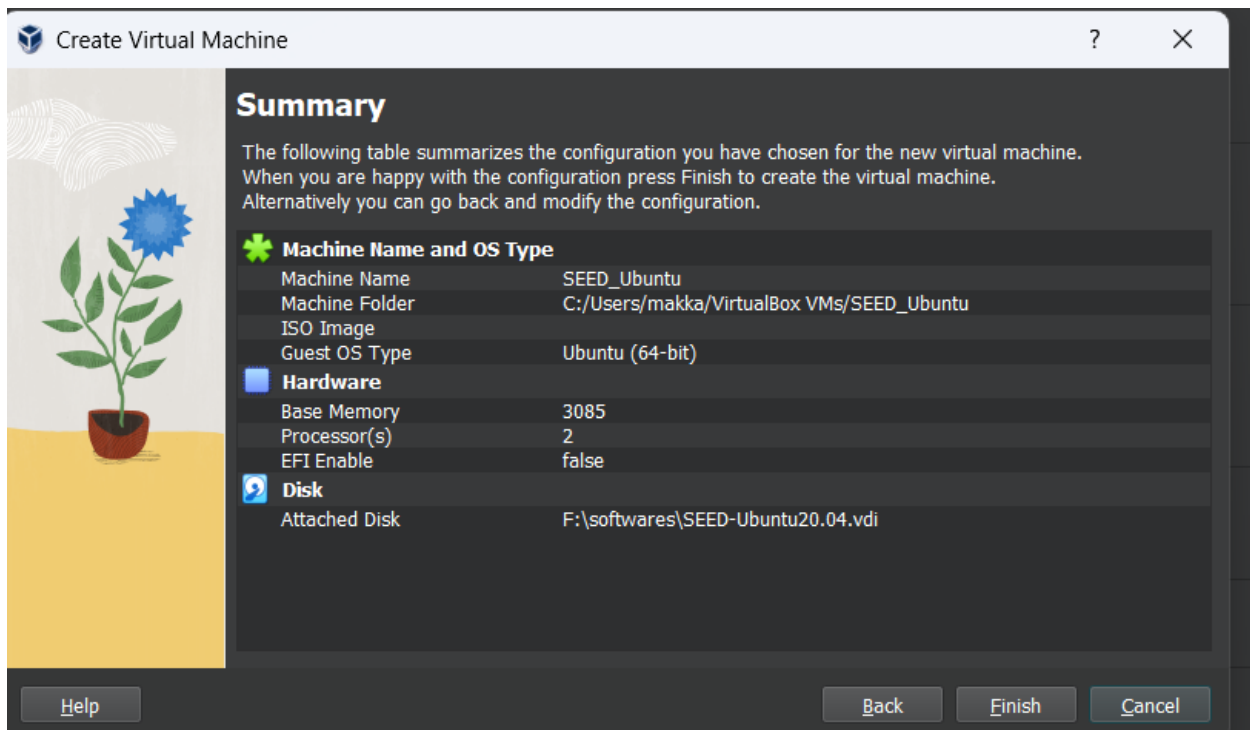 Create Virtual Machine ?
Summary
The following table summarizes the configuration you have chosen for the new virtual machine.
When you are happy with the configuration press Finish to create the virtual machine.
Alternatively you can go back and modify the configuration.
Machine Name and OS Type
Machine Name SEED_Ubuntu
Machine Folder C:/Users/makka/VirtualBox VMs/SEED_Ubuntu
ISO Image
Guest OS Type Ubuntu (64-bit)
Hardware
Base Memory 3085
Processor(s) 2
EFI Enable false
Disk
Attached Disk F:\softwares\SEED-Ubuntu20.04.vdi
Help Back Finish Cancel